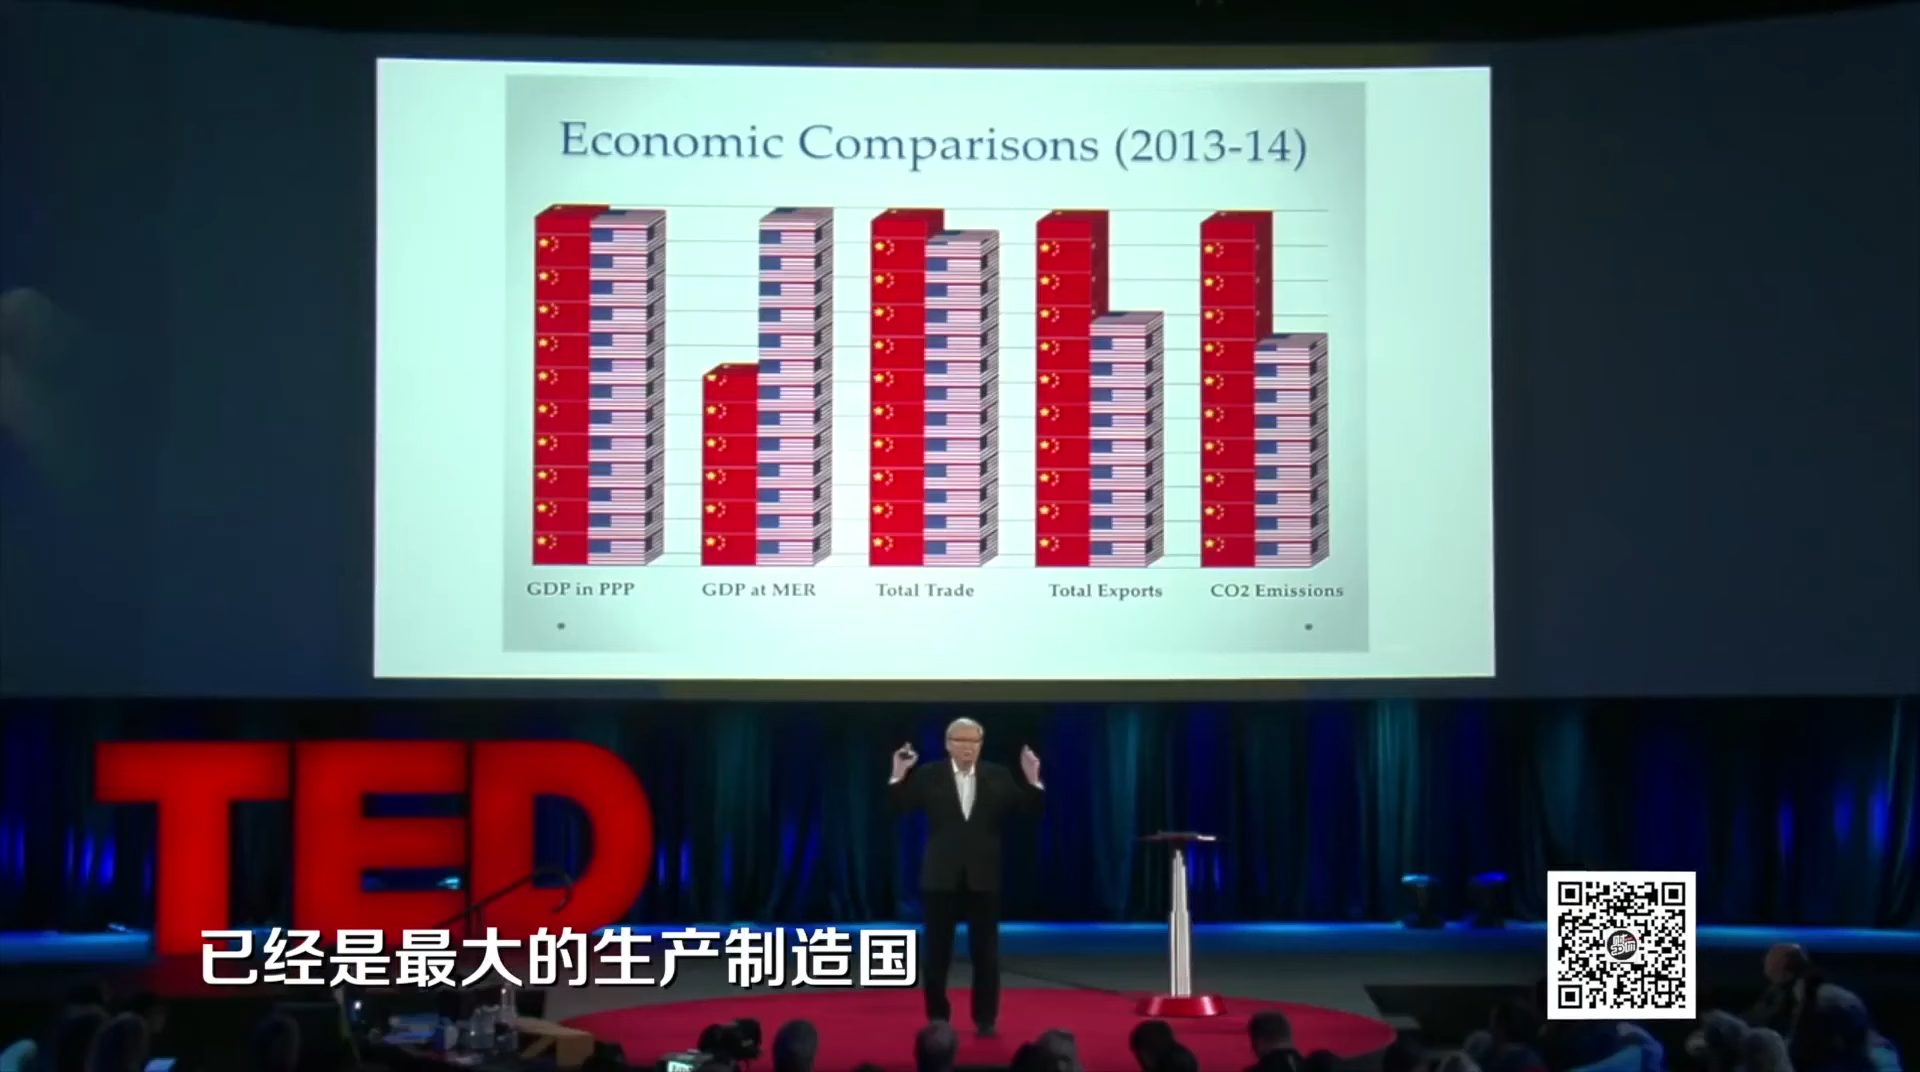 Economic Comparisons (2013-14)
GDP in PPP
GDP at MER
Total Trade
Total Exports
CO2 Emissions
TED
已经是最大的生产制造国